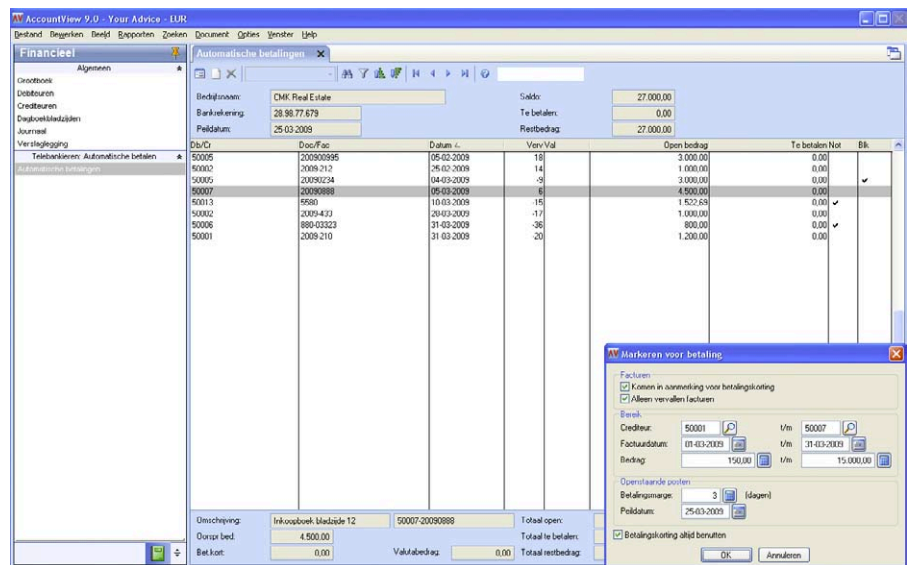 AV AccountView 9.0 - Your Advice - EUR
Bestand Bewerken Beeld Rapporten Zoeken Document Opties Venster Help
Financieel
Automatische betalingen
Algemeen
Grootboek
Debiteuren
Crediteuren
Dagboekbladzijden
Journaal
Verslaglegging
Telebankieren: Automatische betalen
Automatische betalingen
Bedrijfsnaam: CMK Real Estate Saldo: 27.000,00
Bankrekening: 28.98.77.679 Te betalen: 0,00
Peildatum: 25-03-2009 Restbedrag: 27.000,00
Db/Cr Doc/Fac Datum Verv Val Open bedrag Te betalen Not Blk
50005 200900995 05-02-2009 18 3.000,00 0,00
50002 2009-212 25-02-2009 14 1.000,00 0,00
50005 20090234 04-03-2009 -9 3.000,00 0,00
50007 20090888 05-03-2009 6 4.500,00 0,00
50013 5580 10-03-2009 -15 1.522,69 0,00
50002 2009-433 28-03-2009 -17 1.000,00 0,00
50006 880-03323 31-03-2009 -36 800,00 0,00
50001 2009-210 31-03-2009 -20 1.200,00 0,00
AV Markeren voor betaling
Facturen
Komen in aanmerking voor betalingskorting
Alleen vervallen facturen
Bereik
Crediteur: 50001 t/m 50007
Factuurdatum: 01-03-2009 t/m 31-03-2009
Bedrag: 150,00 t/m 15.000,00
Openstaande posten
Betalingsmarge: 3 (dagen)
Peildatum: 25-03-2009
Betalingskorting altijd benutten
OK Annuleren
Omschrijving: Inkoopboek bladzijde 12 50007-20090888 Totaal open:
Oorspr bed: 4.500,00 Totaal te betalen:
Bet.kort: 0,00 Valutabedrag: 0,00 Totaal restbedrag: